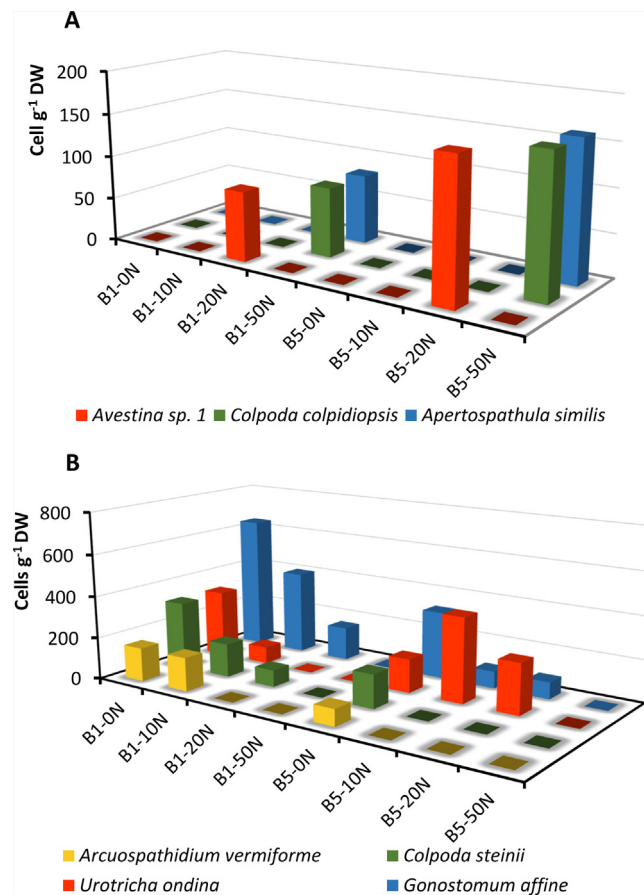 A
Cell g⁻¹ DW
200
150
100
50
0
B1-0N
B1-10N
B1-20N
B1-50N
B5-0N
B5-10N
B5-20N
B5-50N
Avestina sp. 1 Colpoda colpidiopsis Apertospathula similis
B
Cells g⁻¹ DW
800
600
400
200
0
B1-0N
B1-10N
B1-20N
B1-50N
B5-0N
B5-10N
B5-20N
B5-50N
Arcuospathidium vermiforme Colpoda steinii
Urotricha ondina Gonostomum affine